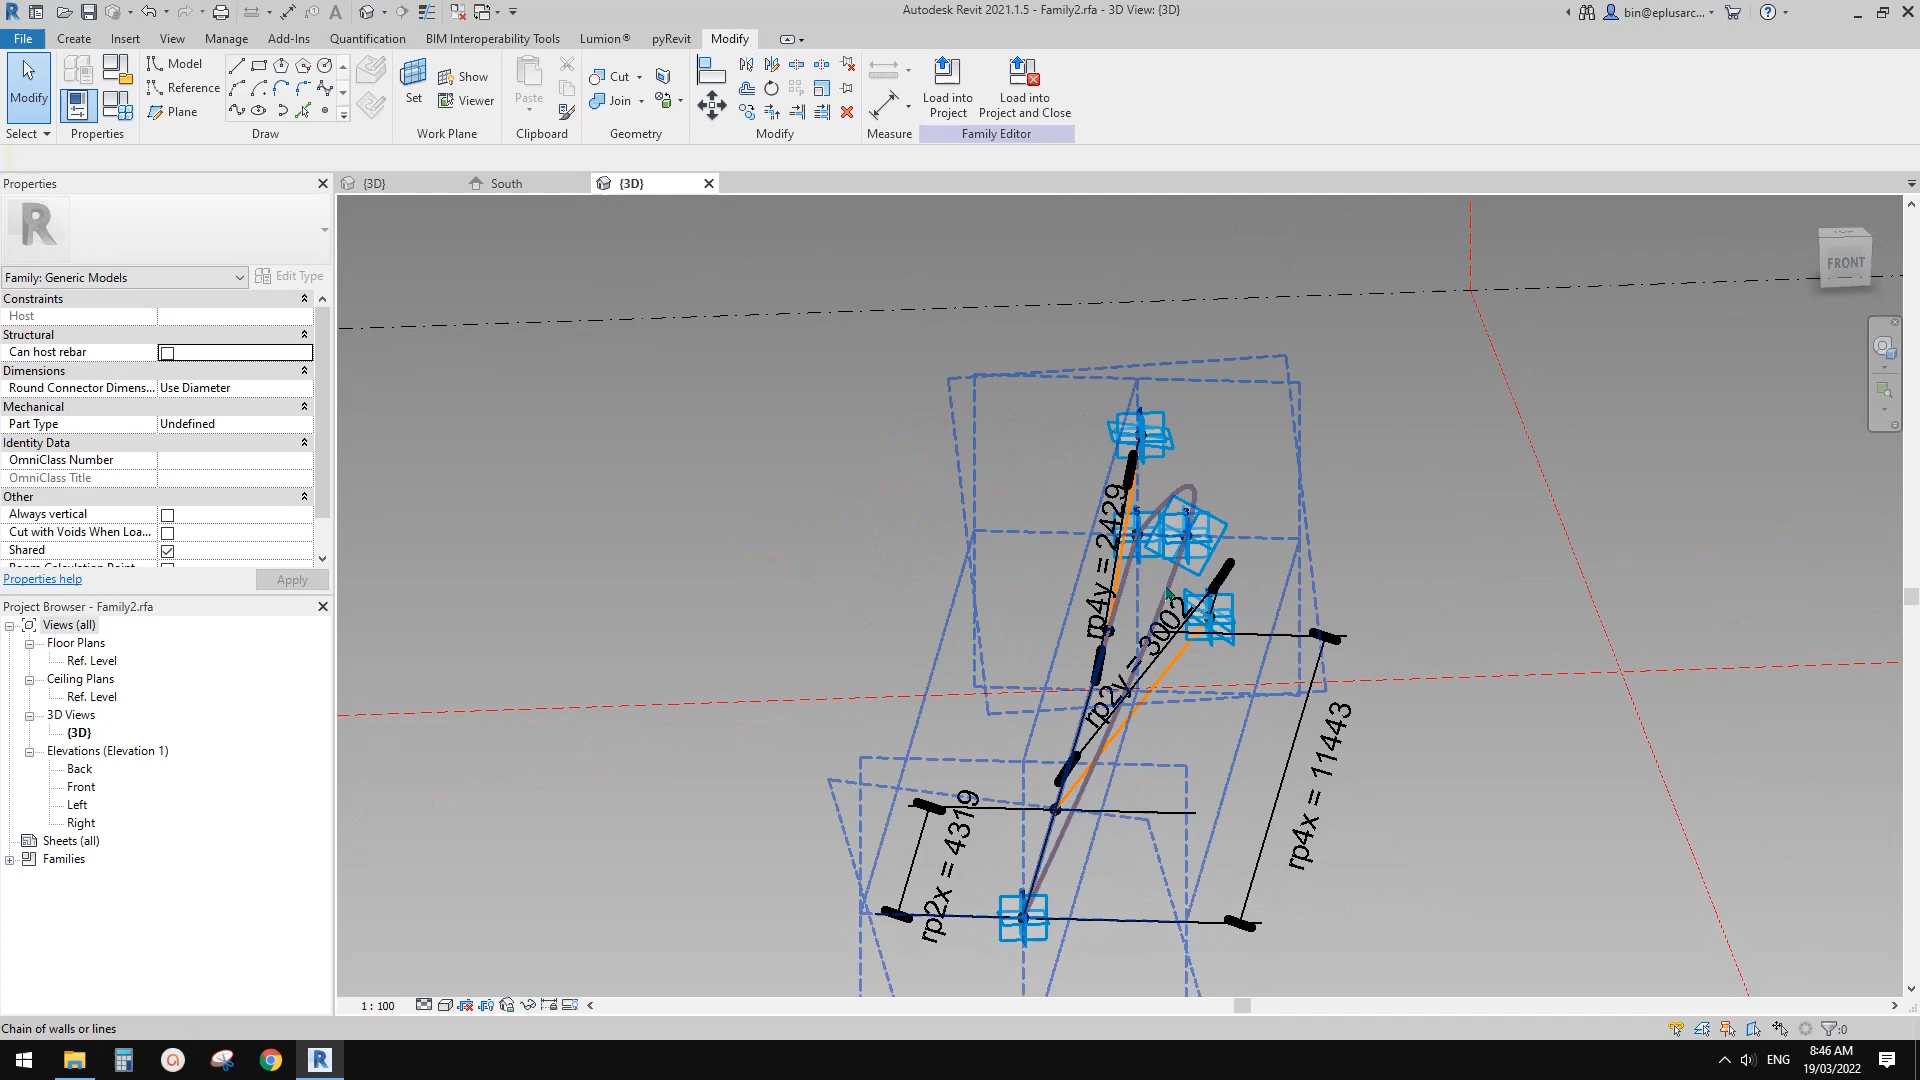 Autodesk Revit 2021.1.5 - Family2.rfa - 3D View: {3D}
bin@eplusarc...
File Create Insert View Manage Add-Ins Quantification BIM Interoperability Tools Lumion® pyRevit Modify
Modify
Select
Properties
Model
Reference
Plane
Draw
Set
Show
Viewer
Work Plane
Paste
Clipboard
Cut
Join
Geometry
Modify
Measure
Load into
Project
Load into
Project and Close
Family Editor
Properties
{3D}
South
{3D}
Family: Generic Models
Edit Type
Constraints
Host
Structural
Can host rebar
Dimensions
Round Connector Dimens... Use Diameter
Mechanical
Part Type Undefined
Identity Data
OmniClass Number
OmniClass Title
Other
Always vertical
Cut with Voids When Loa...
Shared
Properties help
Apply
Project Browser - Family2.rfa
Views (all)
Floor Plans
Ref. Level
Ceiling Plans
Ref. Level
3D Views
{3D}
Elevations (Elevation 1)
Back
Front
Left
Right
Sheets (all)
Families
FRONT
rp4y = 2429
rp2y = 3002
rp2x = 4319
rp4x = 11443
1 : 100
Chain of walls or lines
:0
ENG
8:46 AM
19/03/2022